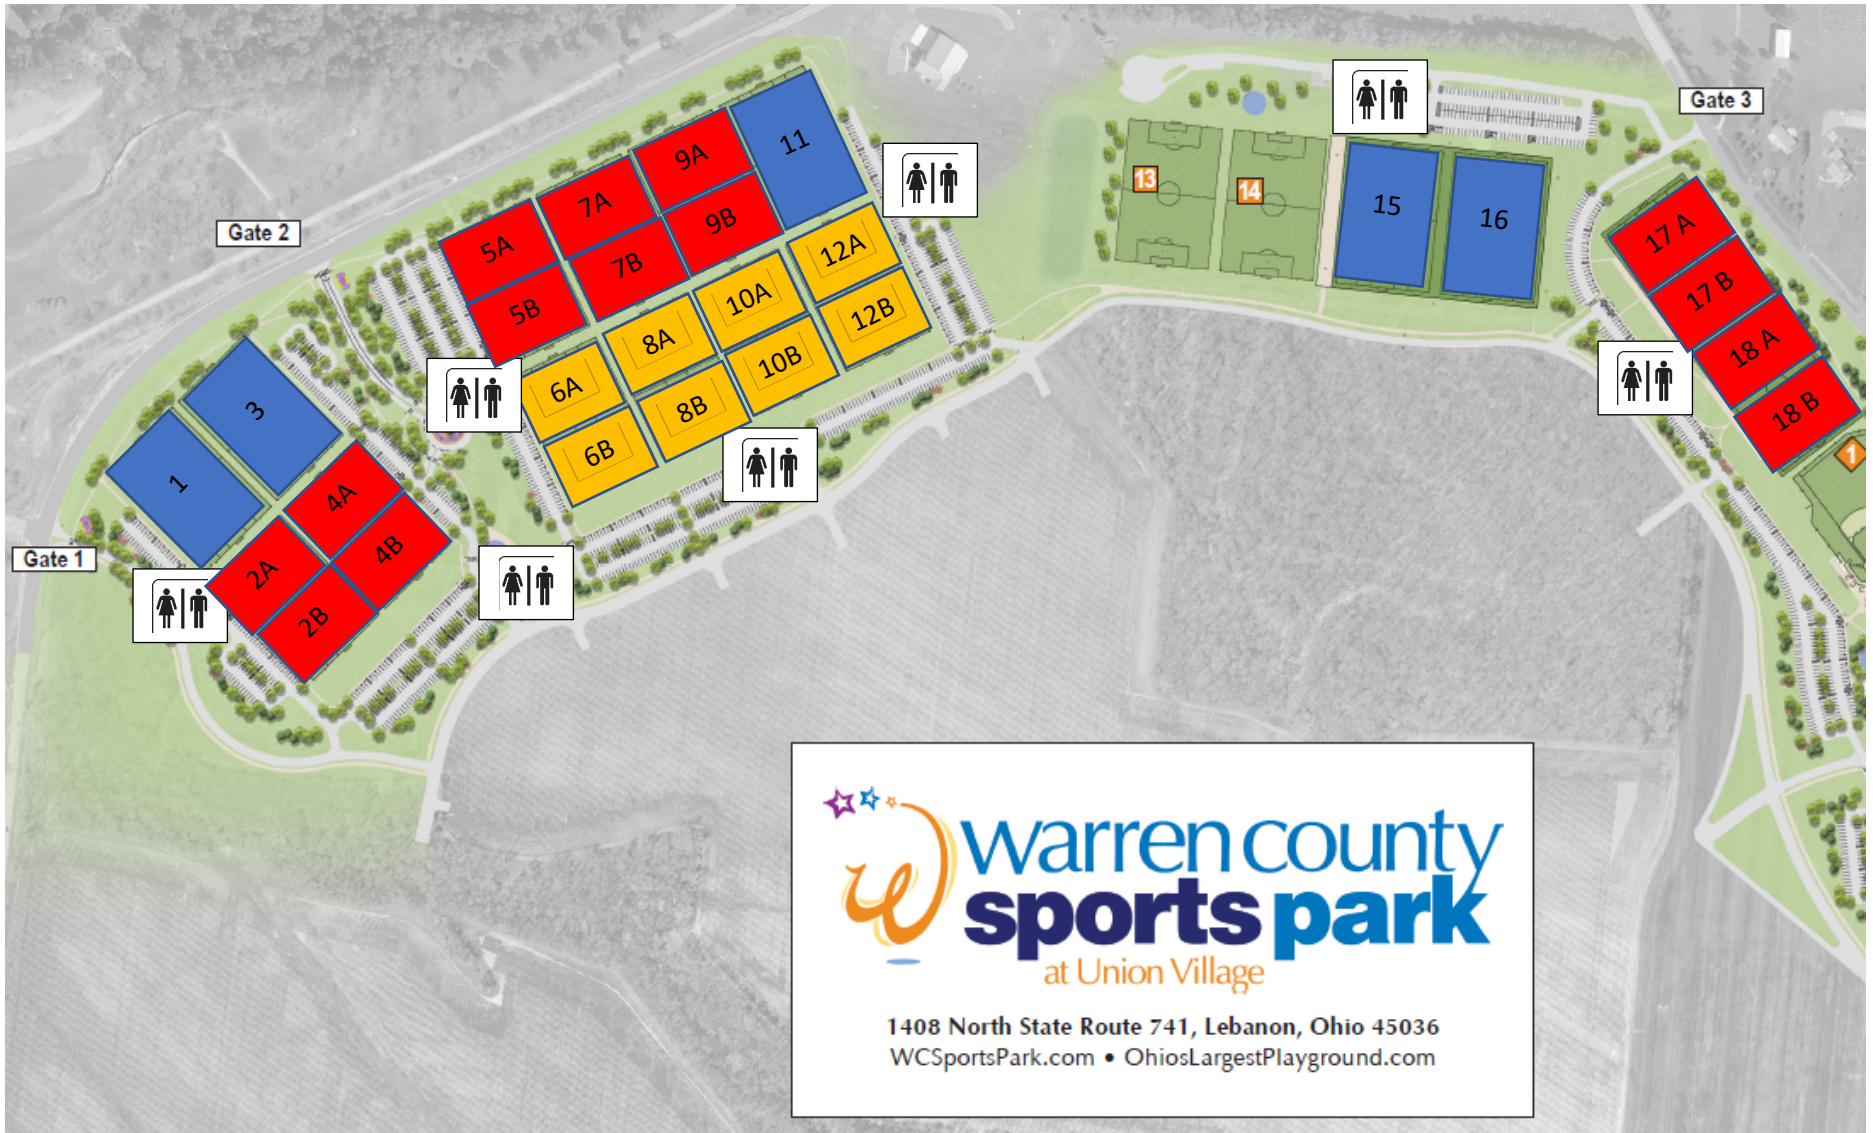 Gate 3
11
9A
7A
9B
5A
7B
5B
12A
10A
12B
8A
10B
6A
8B
6B
Gate 2
13
14
15
16
17 A
17 B
18 A
18 B
1
3
1
4A
4B
2A
2B
Gate 1
warren county
sports park
at Union Village
1408 North State Route 741, Lebanon, Ohio 45036
WCSportsPark.com • OhiosLargestPlayground.com